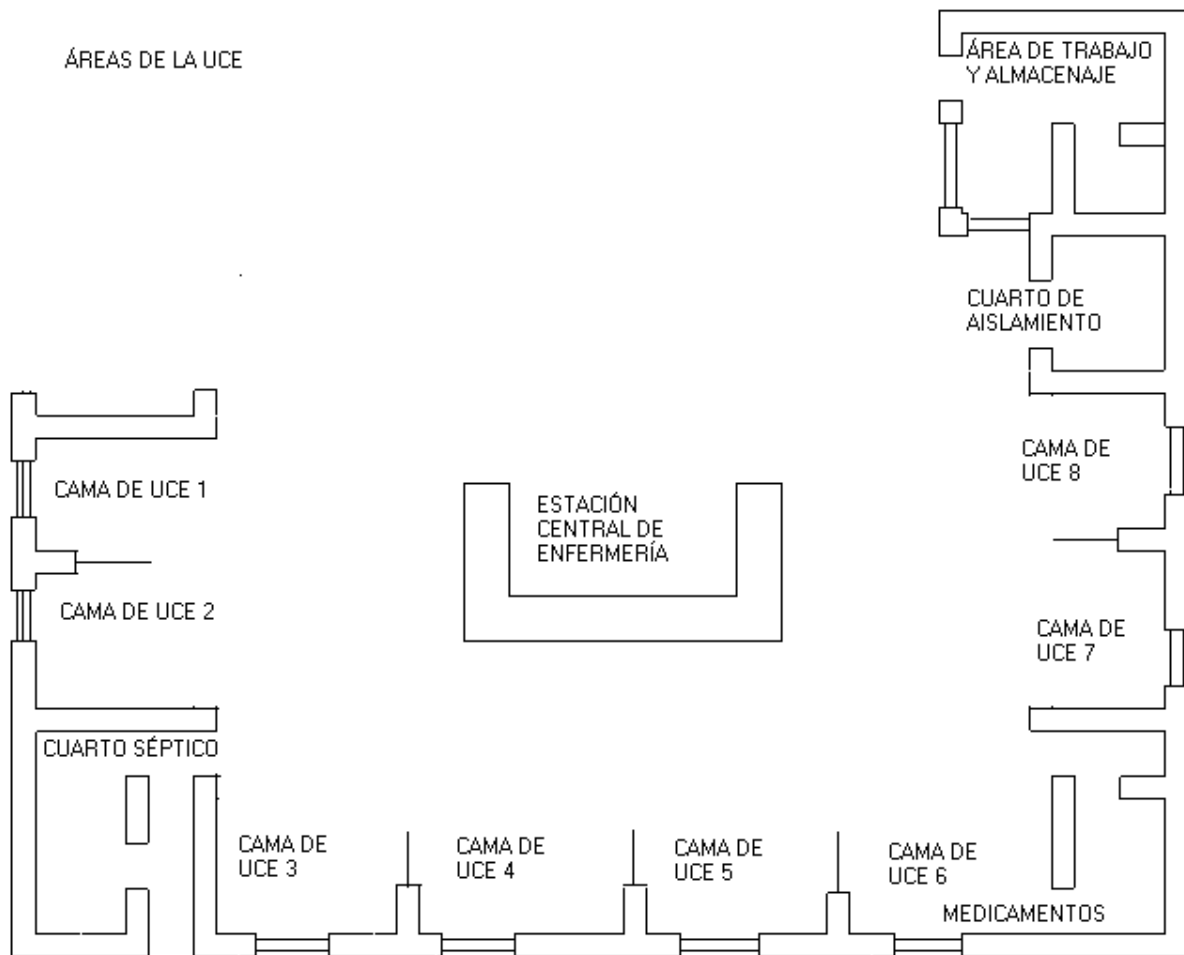 ÁREAS DE LA UCE
ÁREA DE TRABAJO
Y ALMACENAJE
CUARTO DE
AISLAMIENTO
CAMA DE UCE 1
CAMA DE
UCE 8
ESTACIÓN
CENTRAL DE
ENFERMERÍA
CAMA DE UCE 2
CAMA DE
UCE 7
CUARTO SÉPTICO
CAMA DE
UCE 3
CAMA DE
UCE 4
CAMA DE
UCE 5
CAMA DE
UCE 6
MEDICAMENTOS